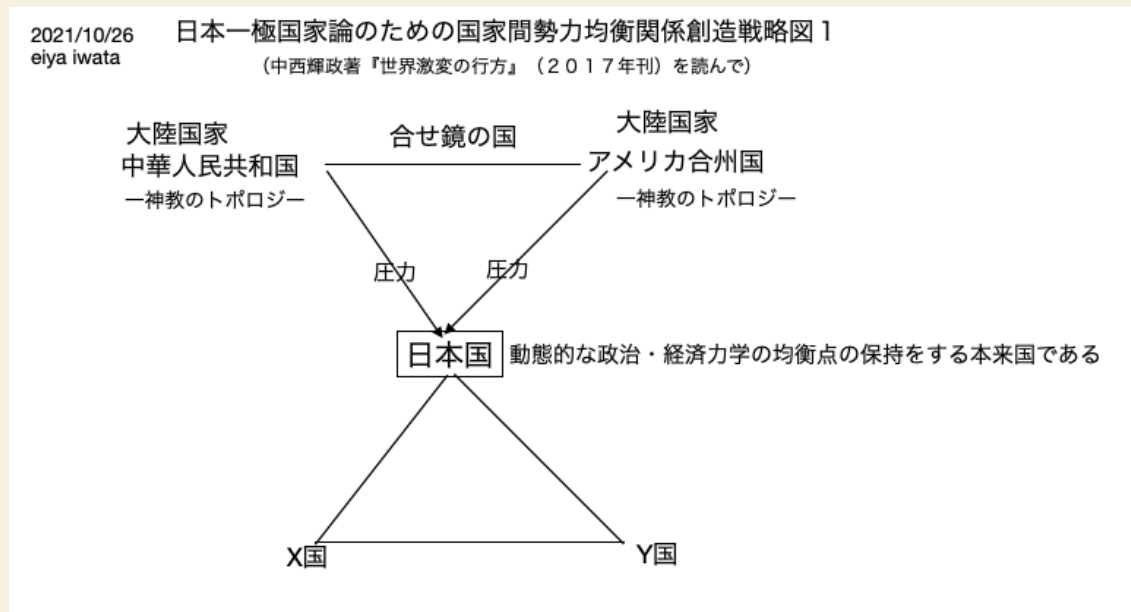 2021/10/26
eiya iwata
日本一極国家論のための国家間勢力均衡関係創造戦略図1
(中西輝政著『世界激変の行方』(2017年刊)を読んで)
大陸国家
中華人民共和国
一神教のトポロジー
合せ鏡の国
大陸国家
アメリカ合州国
一神教のトポロジー
圧力
圧力
日本国
動態的な政治・経済力学の均衡点の保持をする本来国である
X国
Y国